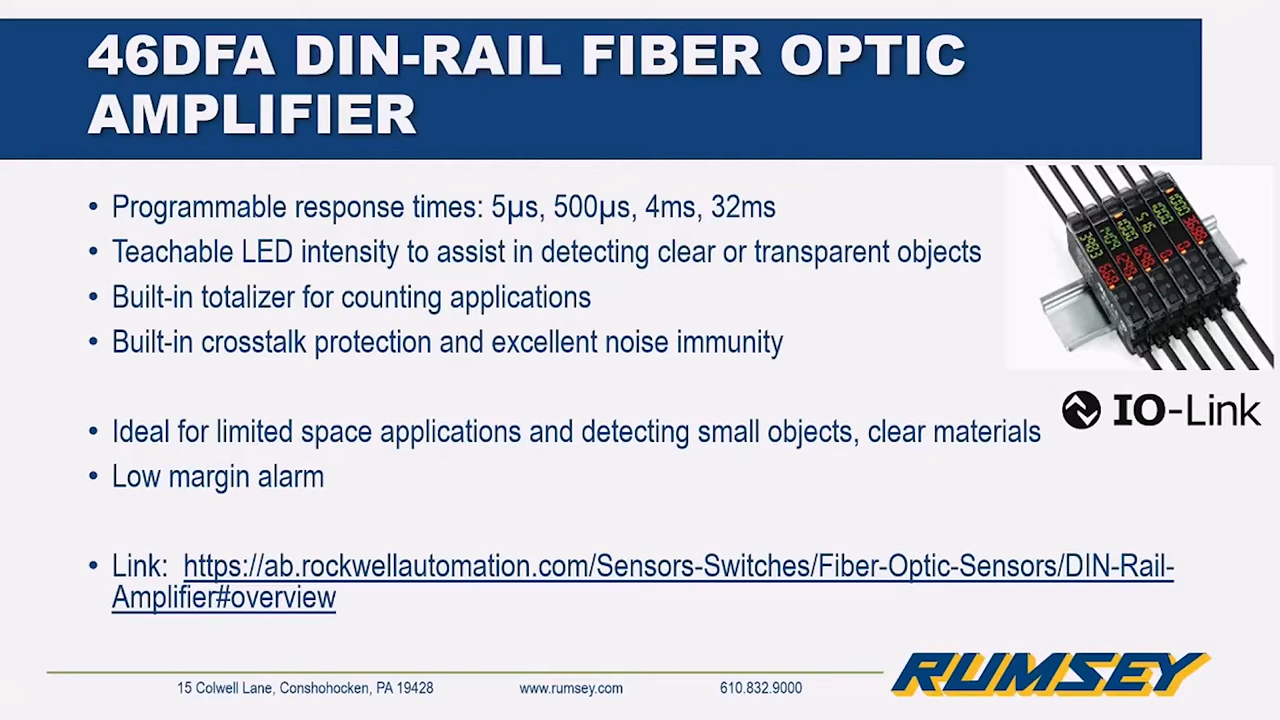 46DFA DIN-RAIL FIBER OPTIC
AMPLIFIER
• Programmable response times: 5µs, 500µs, 4ms, 32ms
• Teachable LED intensity to assist in detecting clear or transparent objects
• Built-in totalizer for counting applications
• Built-in crosstalk protection and excellent noise immunity
IO-Link
• Ideal for limited space applications and detecting small objects, clear materials
• Low margin alarm
• Link: https://ab.rockwellautomation.com/Sensors-Switches/Fiber-Optic-Sensors/DIN-Rail-
Amplifier#overview
15 Colwell Lane, Conshohocken, PA 19428 www.rumsey.com 610.832.9000
RUMSEY